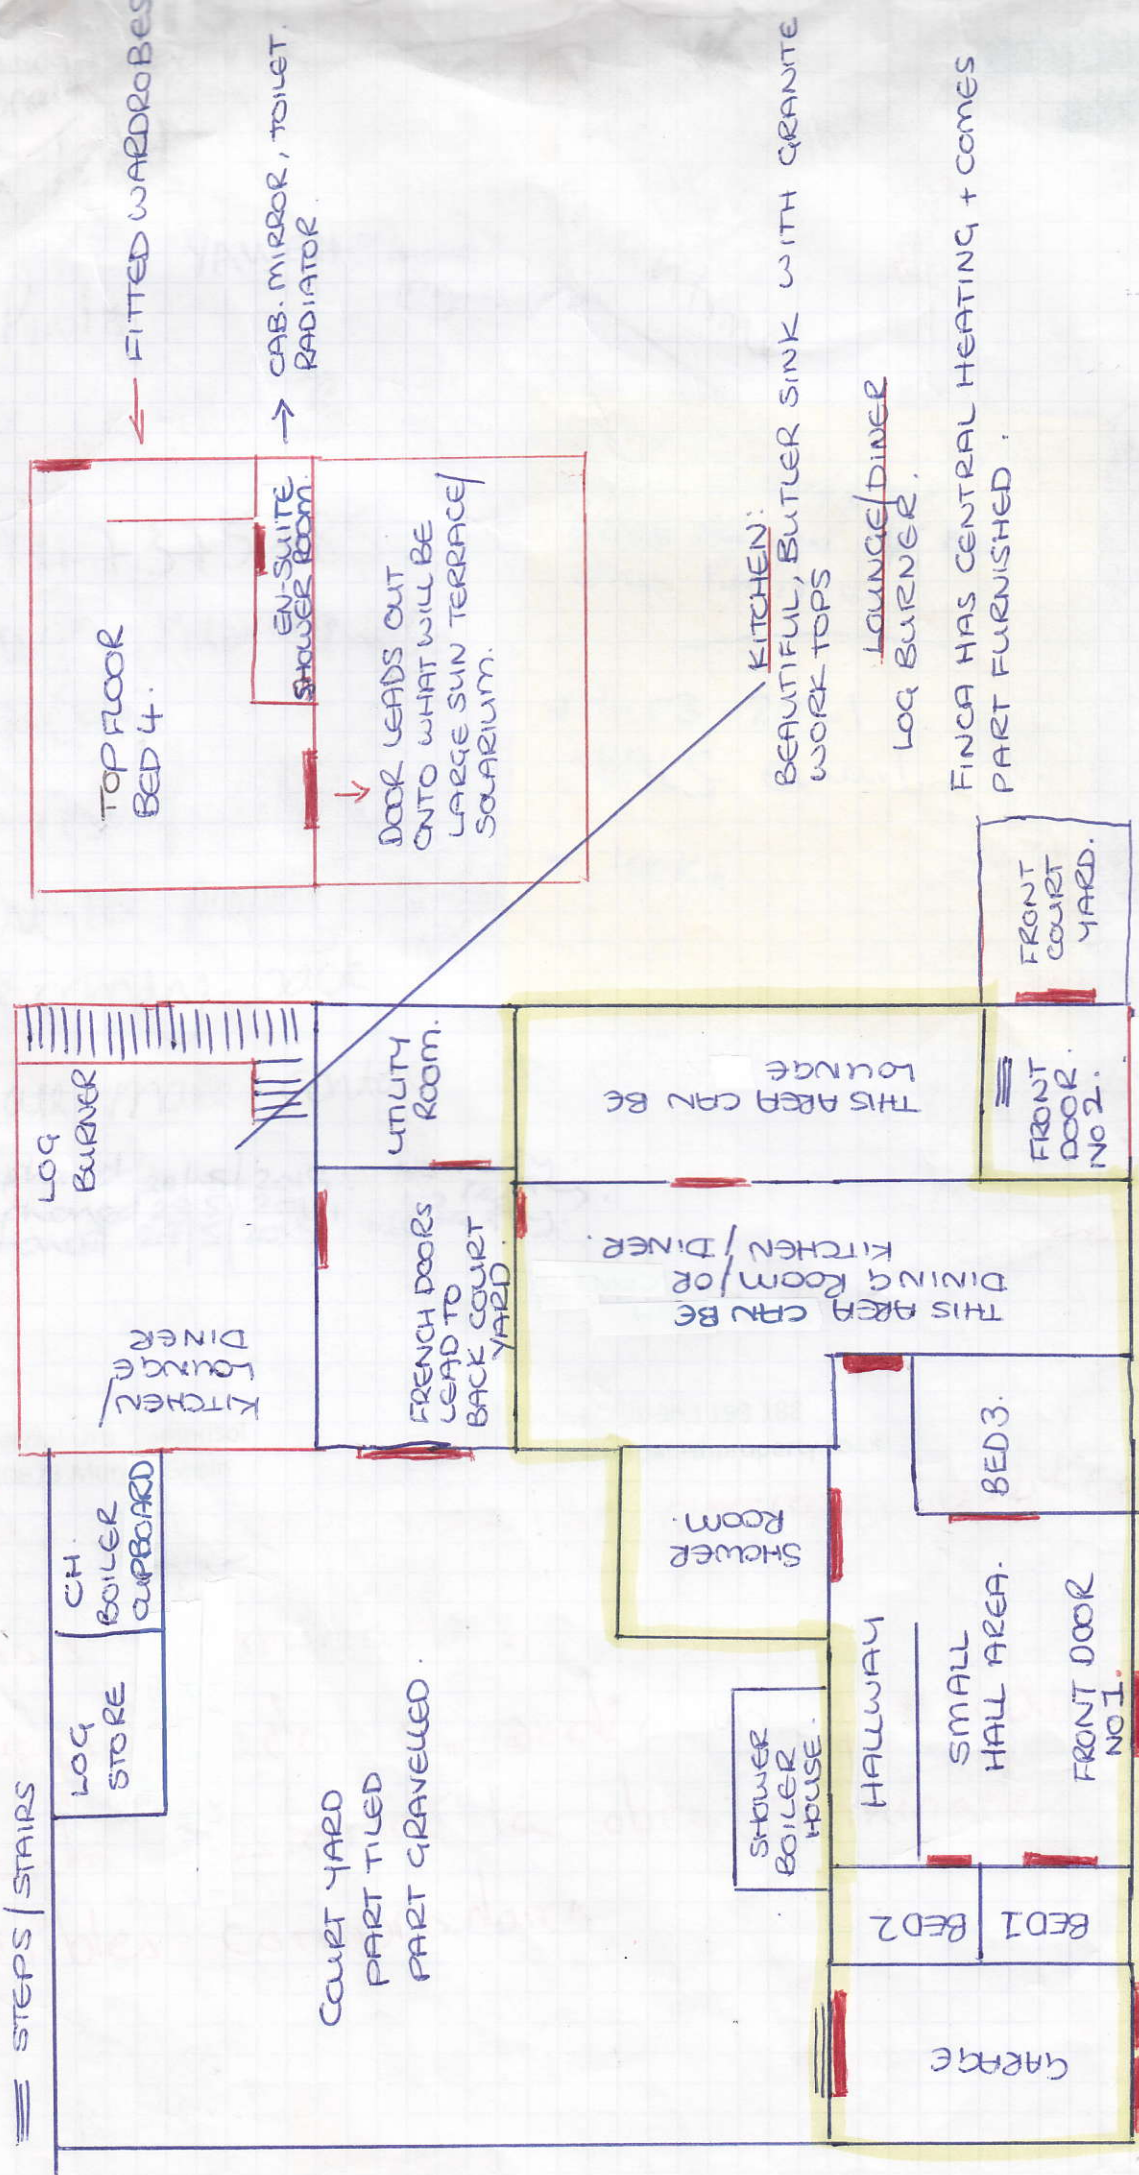 ≡ STEPS / STAIRS
LOG
STORE
CH.
BOILER
CUPBOARD
KITCHEN/
LOUNGE
DINER
LOG
BURNER
TOP FLOOR
BED 4.
← FITTED WARDROBES
EN-SUITE
SHOWER ROOM.
→ CAB. MIRROR, TOILET.
RADIATOR.
DOOR LEADS OUT
ONTO WHAT WILL BE
LARGE SUN TERRACE/
SOLARIUM.
COURT YARD
PART TILED
PART GRAVELLED.
FRENCH DOORS
LEAD TO
BACK COURT
YARD.
UTILITY
ROOM.
SHOWER
ROOM.
THIS AREA CAN BE
DINING ROOM/OR
KITCHEN/DINER.
THIS AREA CAN BE
LOUNGE
KITCHEN:
BEAUTIFUL, BUTLER SINK WITH GRANITE
WORK TOPS
LOUNGE/DINER
LOG BURNER.
FINCA HAS CENTRAL HEATING + COMES
PART FURNISHED.
SHOWER
BOILER
HOUSE.
GARAGE
BED 2
BED 1
HALLWAY
SMALL
HALL AREA.
FRONT DOOR
NO 1.
BED 3.
FRONT
DOOR.
NO 2.
FRONT
COURT
YARD.